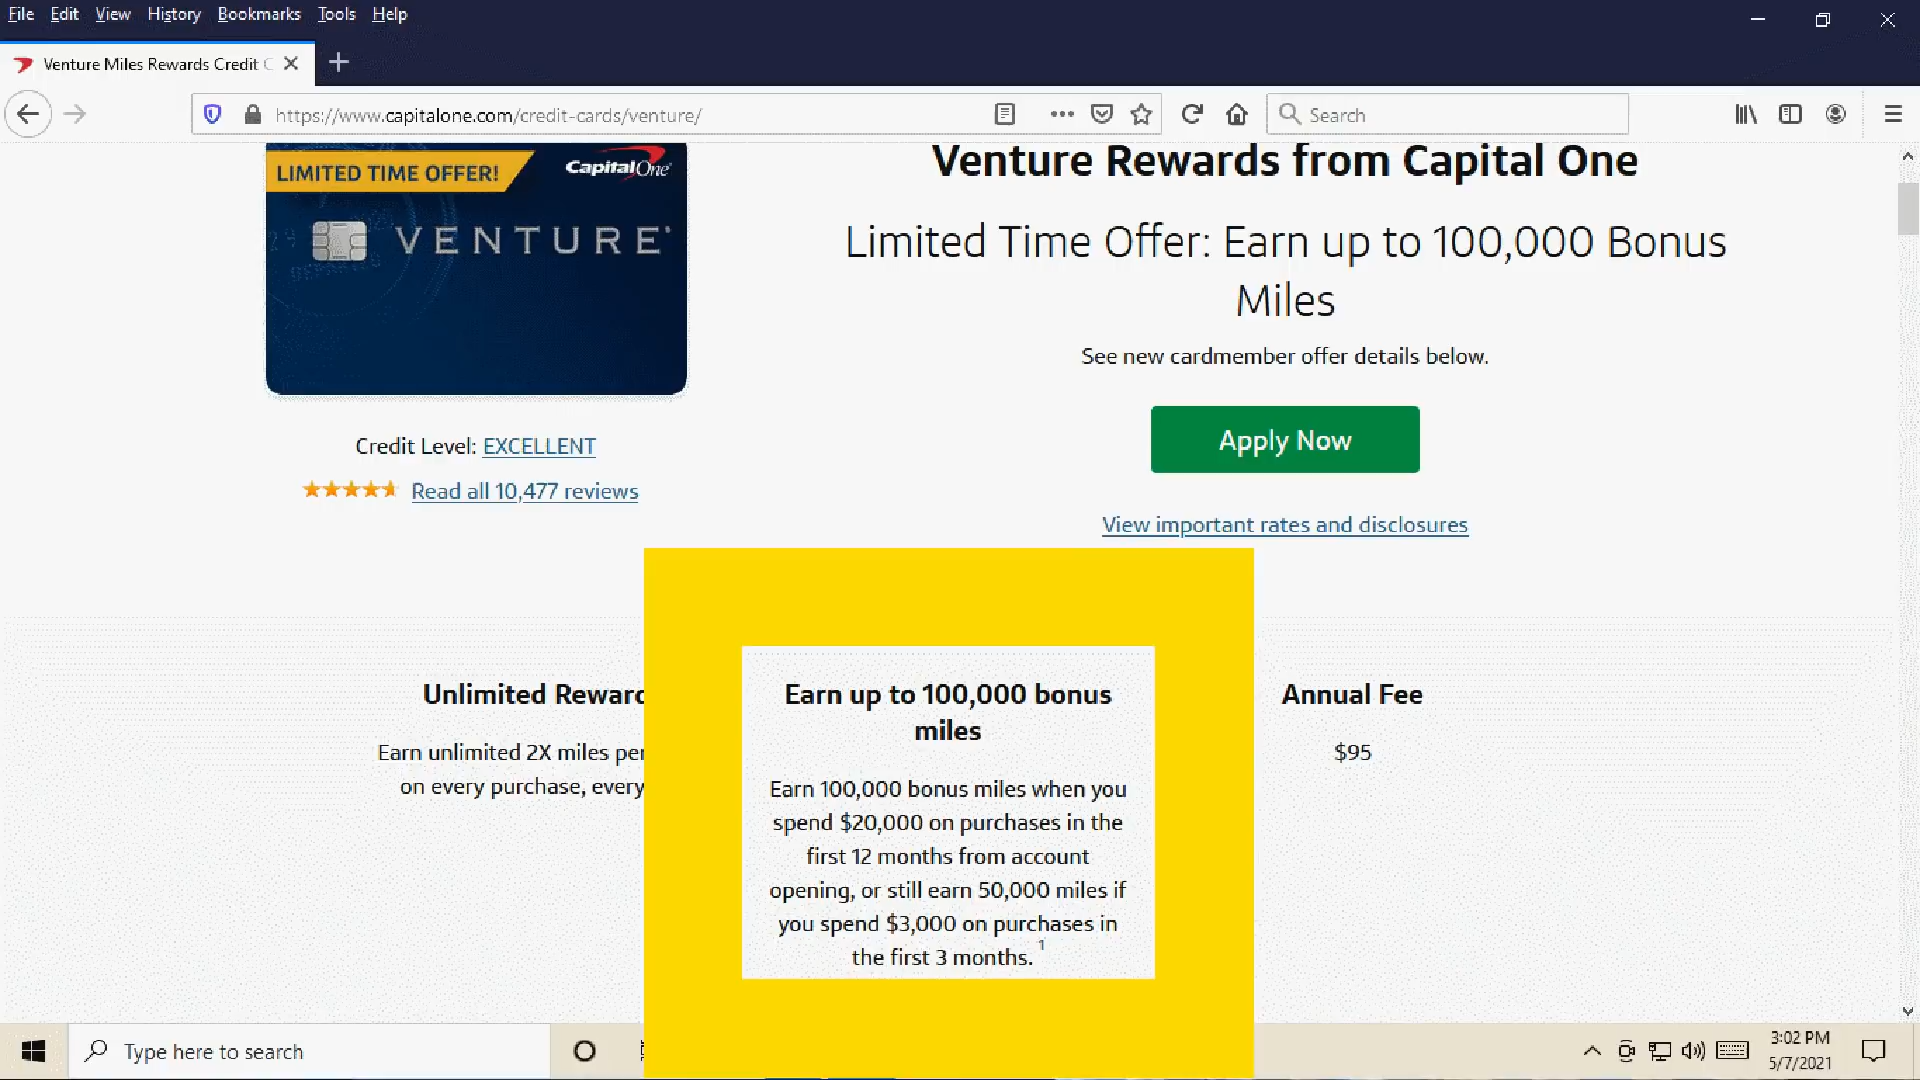 File Edit View History Bookmarks Tools Help
Venture Miles Rewards Credit C
https://www.capitalone.com/credit-cards/venture/
Search
LIMITED TIME OFFER!
Capital One
VENTURE
Credit Level: EXCELLENT
Read all 10,477 reviews
Venture Rewards from Capital One
Limited Time Offer: Earn up to 100,000 Bonus
Miles
See new cardmember offer details below.
Apply Now
View important rates and disclosures
Unlimited Reward
Earn unlimited 2X miles per
on every purchase, every
Earn up to 100,000 bonus
miles
Earn 100,000 bonus miles when you
spend $20,000 on purchases in the
first 12 months from account
opening, or still earn 50,000 miles if
you spend $3,000 on purchases in
the first 3 months. 1
Annual Fee
$95
Type here to search
3:02 PM
5/7/2021